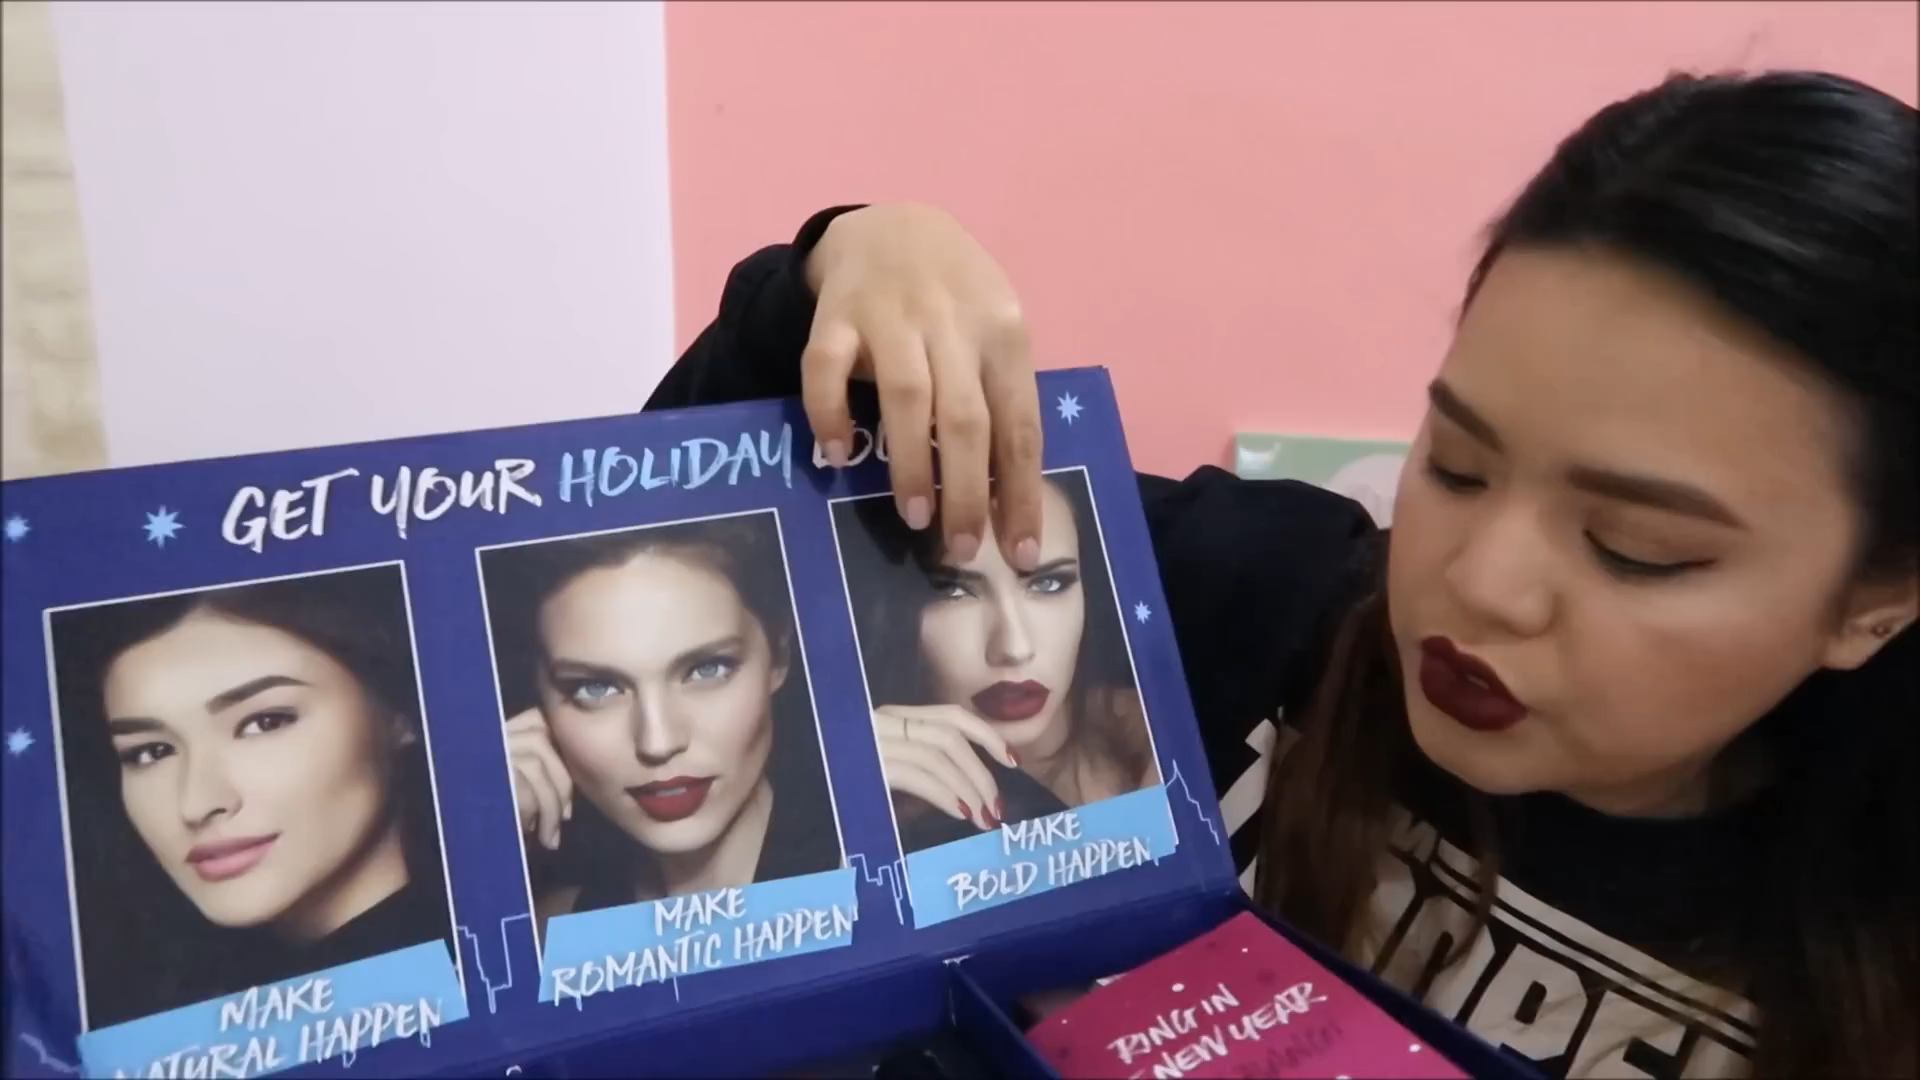 GET YOUR HOLIDAY
MAKE
NATURAL HAPPEN
MAKE
ROMANTIC HAPPEN
MAKE
BOLD HAPPEN
RING IN
NEW YEAR